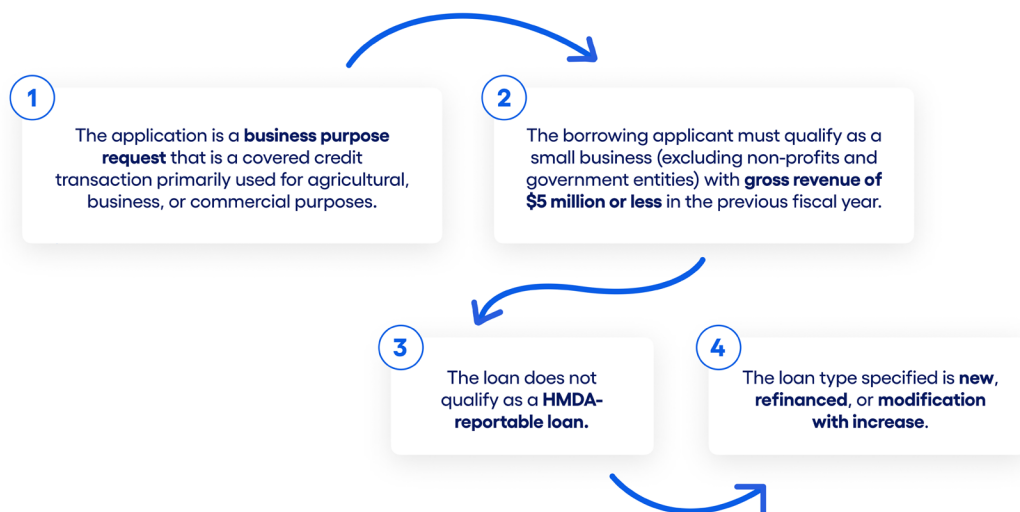 1
The application is a business purpose
request that is a covered credit
transaction primarily used for agricultural,
business, or commercial purposes.
2
The borrowing applicant must qualify as a
small business (excluding non-profits and
government entities) with gross revenue of
$5 million or less in the previous fiscal year.
3
The loan does not
qualify as a HMDA-
reportable loan.
4
The loan type specified is new,
refinanced, or modification
with increase.